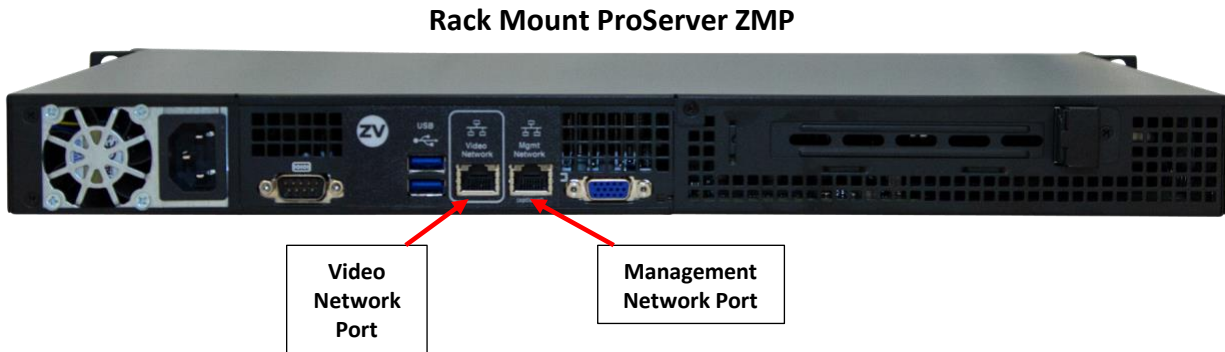 Rack Mount ProServer ZMP
ZV
USB
Video
Network
Mgmt
Network
Video
Network
Port
Management
Network Port